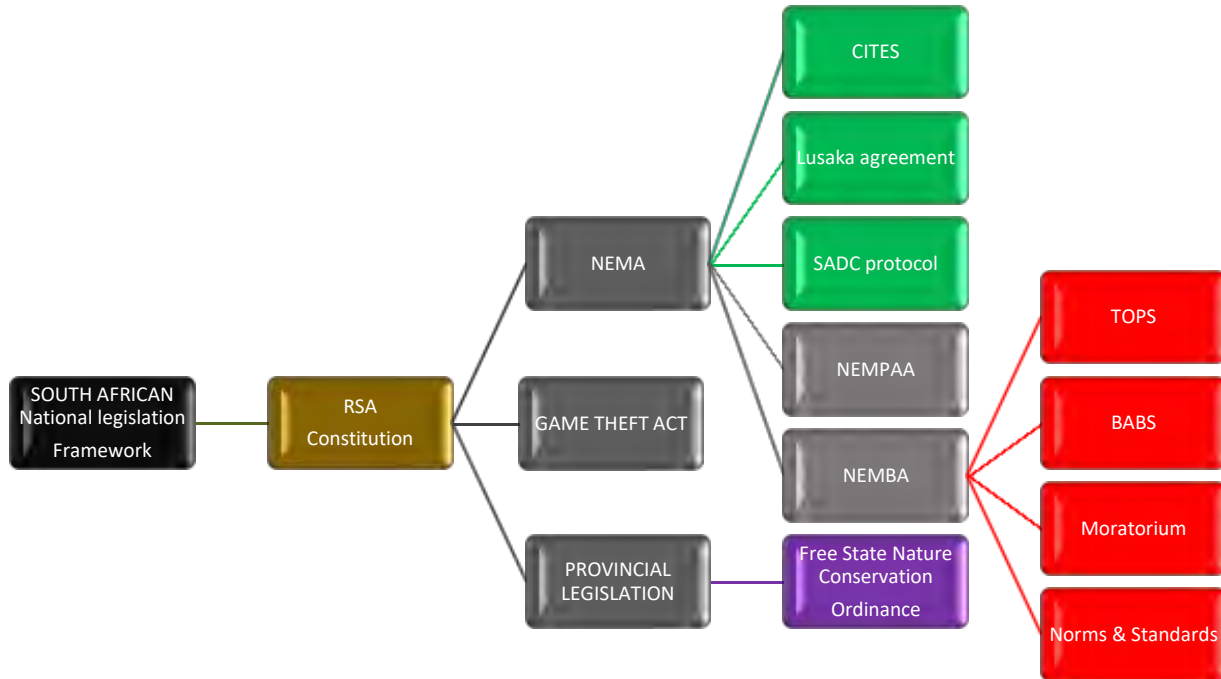 SOUTH AFRICAN
National legislation
Framework
RSA
Constitution
NEMA
GAME THEFT ACT
PROVINCIAL
LEGISLATION
CITES
Lusaka agreement
SADC protocol
NEMPAA
NEMBA
Free State Nature
Conservation
Ordinance
TOPS
BABS
Moratorium
Norms & Standards